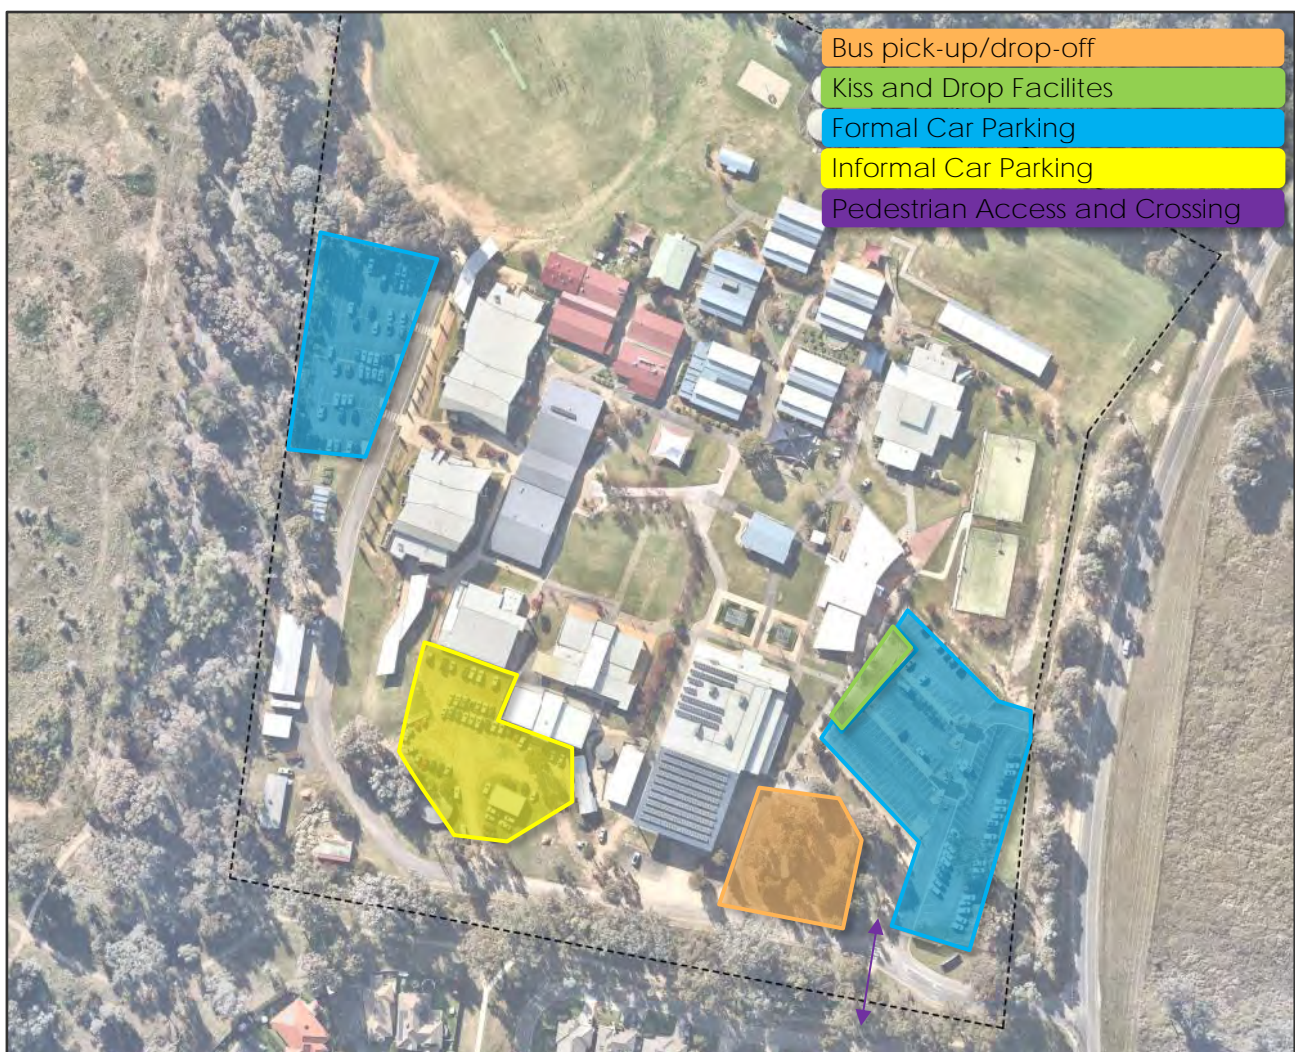 Bus pick-up/drop-off
Kiss and Drop Facilites
Formal Car Parking
Informal Car Parking
Pedestrian Access and Crossing